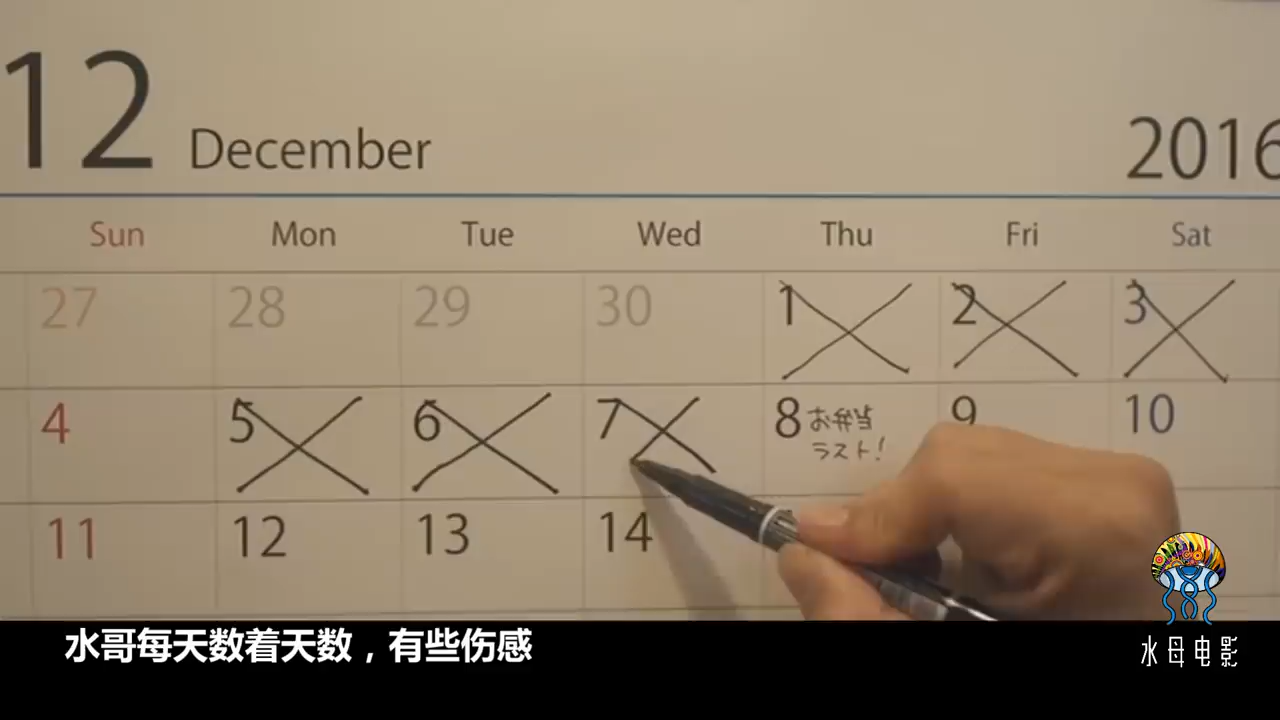 12 December 2016
Sun Mon Tue Wed Thu Fri Sat
27 28 29 30 1 2 3
4 5 6 7 8 お弁当 9 10
ラスト!
11 12 13 14
水哥每天数着天数，有些伤感
水母电影